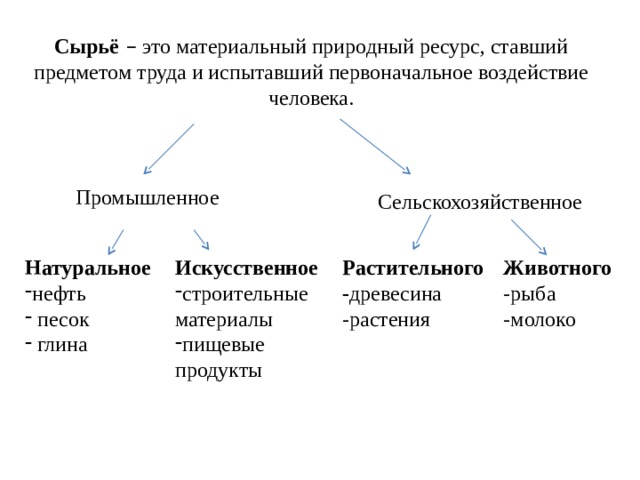 Сырьё – это материальный природный ресурс, ставший
предметом труда и испытавший первоначальное воздействие
человека.
Промышленное
Сельскохозяйственное
Натуральное
-нефть
- песок
- глина
Искусственное
-строительные
материалы
-пищевые
продукты
Растительного
-древесина
-растения
Животного
-рыба
-молоко